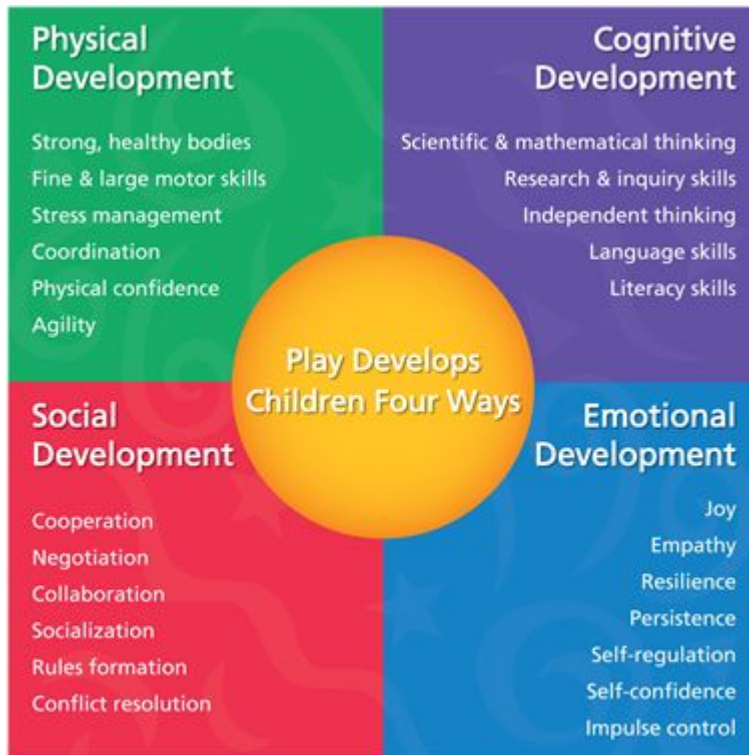 Physical
Development
Strong, healthy bodies
Fine & large motor skills
Stress management
Coordination
Physical confidence
Agility
Cognitive
Development
Scientific & mathematical thinking
Research & inquiry skills
Independent thinking
Language skills
Literacy skills
Play Develops
Children Four Ways
Social
Development
Cooperation
Negotiation
Collaboration
Socialization
Rules formation
Conflict resolution
Emotional
Development
Joy
Empathy
Resilience
Persistence
Self-regulation
Self-confidence
Impulse control